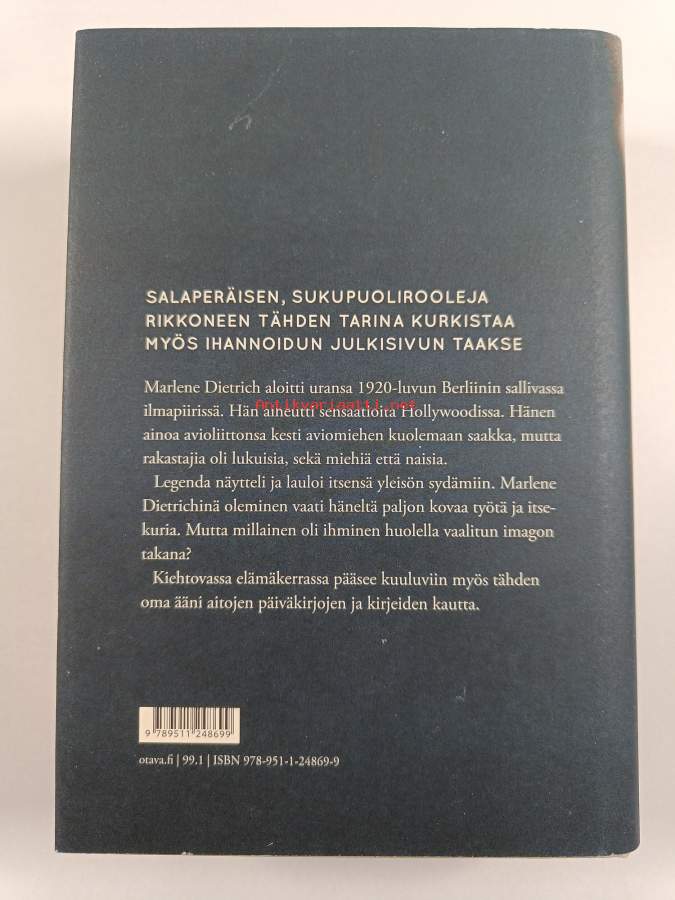 SALAPERÄISEN, SUKUPUOLIROOLEJA
RIKKONEEN TÄHDEN TARINA KURKISTAA
MYÖS IHANNOIDUN JULKISIVUN TAAKSE
Marlene Dietrich aloitti uransa 1920-luvun Berliinin sallivassa
ilmapiirissä. Hän aiheutti sensaatioita Hollywoodissa. Hänen
Antikvariaatti.net
ainoa avioliittonsa kesti aviomiehen kuolemaan saakka, mutta
rakastajia oli lukuisia, sekä miehiä että naisia.
Legenda näytteli ja lauloi itsensä yleisön sydämiin. Marlene
Dietrichinä oleminen vaati häneltä paljon kovaa työtä ja itse-
kuria. Mutta millainen oli ihminen huolella vaalitun imagon
takana?
Kiehtovassa elämäkerrassa pääsee kuuluviin myös tähden
oma ääni aitojen päiväkirjojen ja kirjeiden kautta.
9 789511 248699
otava.fi | 99.1 | ISBN 978-951-1-24869-9